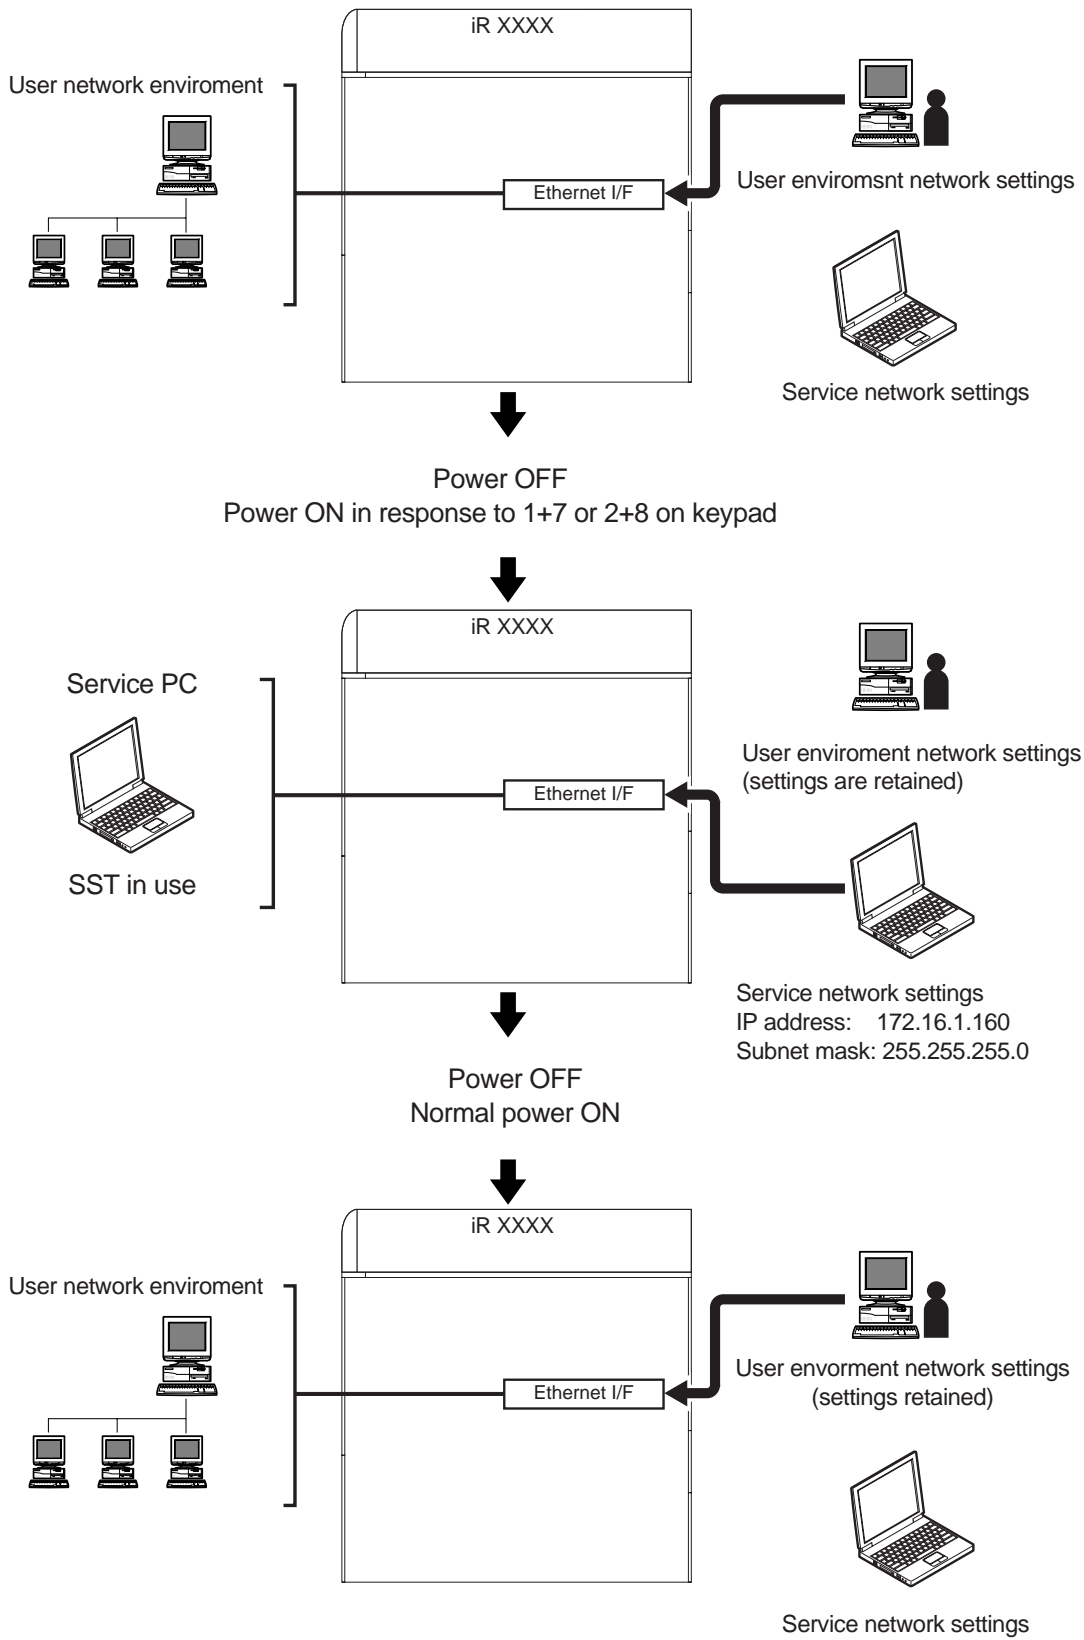 iR XXXX
User network enviroment
Ethernet I/F
User enviromsnt network settings
Service network settings
Power OFF
Power ON in response to 1+7 or 2+8 on keypad
iR XXXX
Service PC
SST in use
Ethernet I/F
User enviroment network settings
(settings are retained)
Service network settings
IP address: 172.16.1.160
Subnet mask: 255.255.255.0
Power OFF
Normal power ON
iR XXXX
User network enviroment
Ethernet I/F
User envorment network settings
(settings retained)
Service network settings